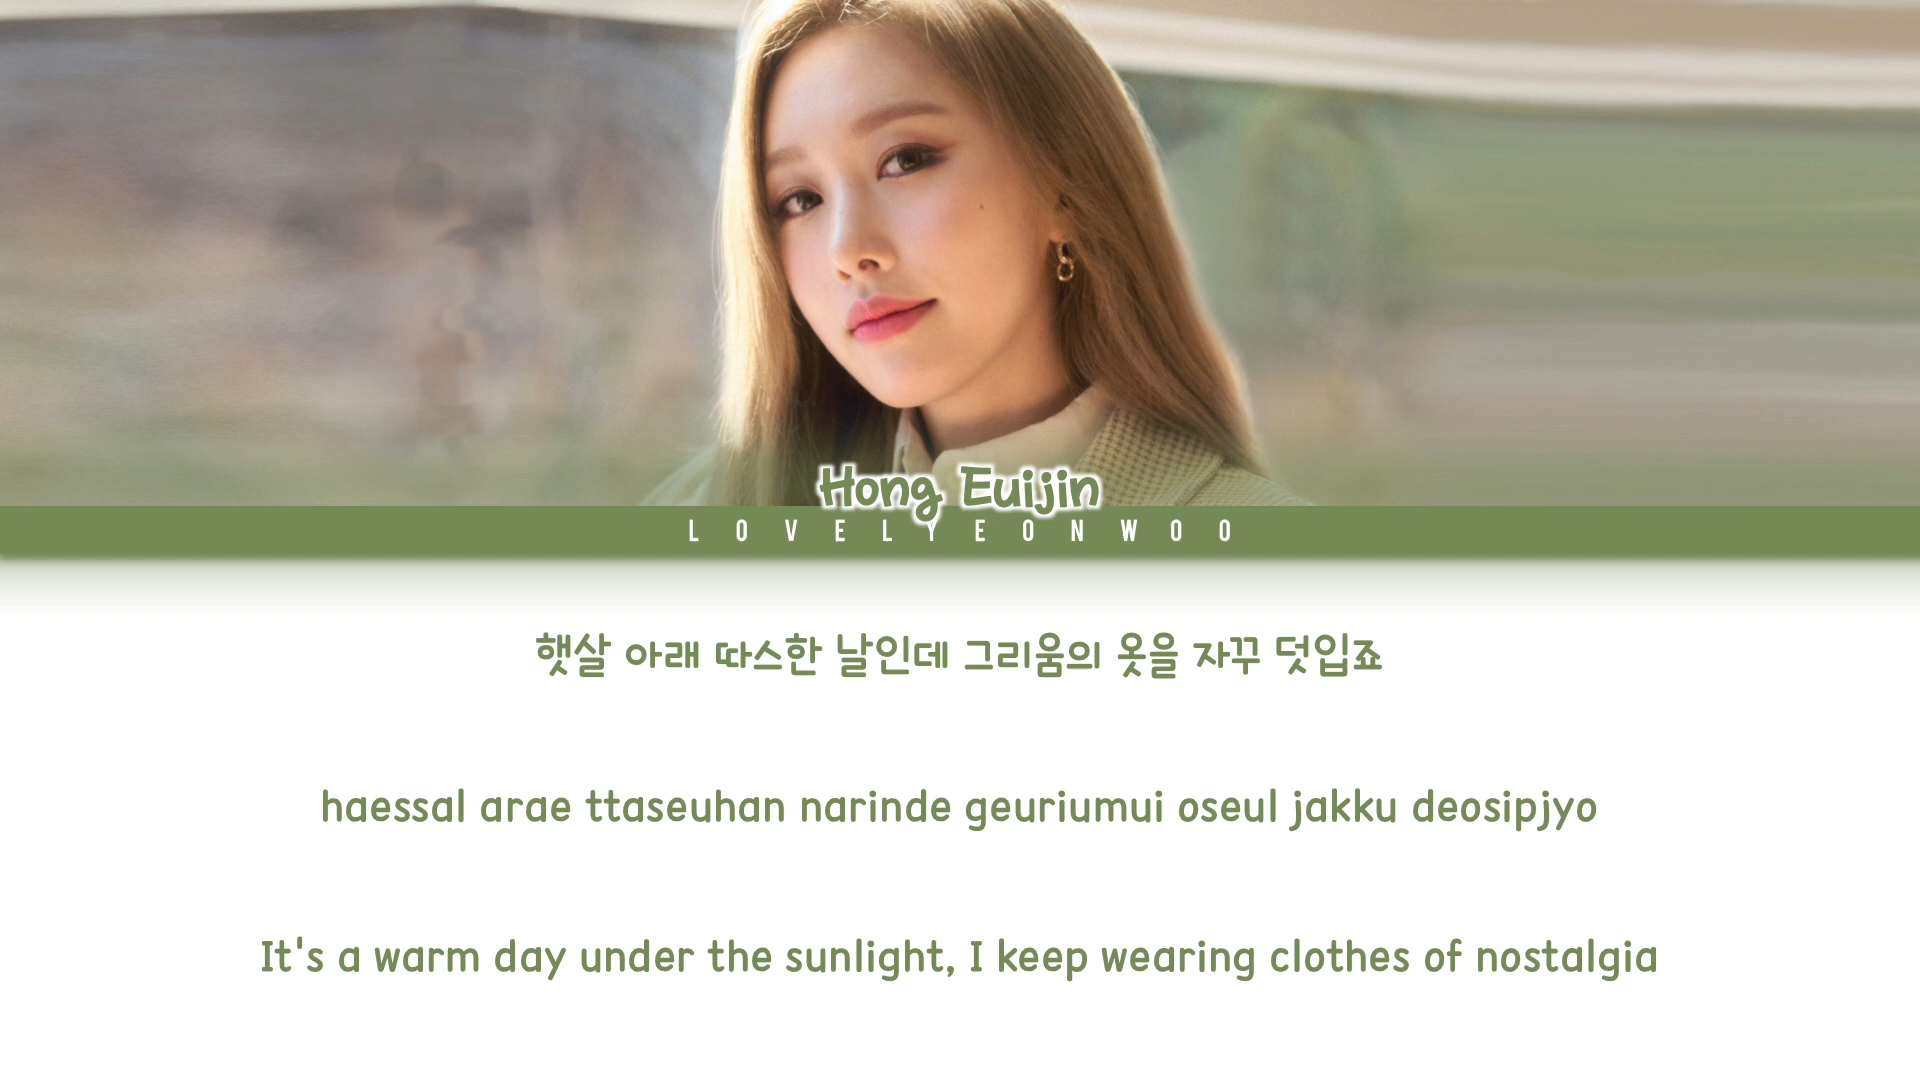 Hong Euijin
LOVELYEONWOO
햇살 아래 따스한 날인데 그리움의 옷을 자꾸 덧입죠
haessal arae ttaseuhan narinde geuriumui oseul jakku deosipjyo
It's a warm day under the sunlight, I keep wearing clothes of nostalgia